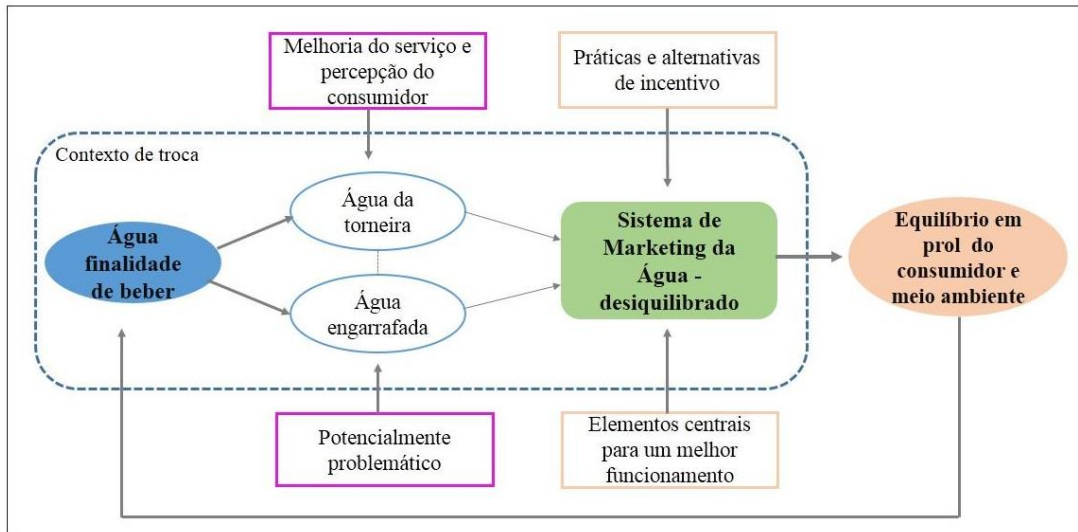 Melhoria do serviço e
percepção do
consumidor
Práticas e alternativas
de incentivo
Contexto de troca
Água
finalidade
de beber
Água da
torneira
Água
engarrafada
Sistema de
Marketing da
Água -
desiquilibrado
Equilíbrio em
prol do
consumidor e
meio ambiente
Potencialmente
problemático
Elementos centrais
para um melhor
funcionamento